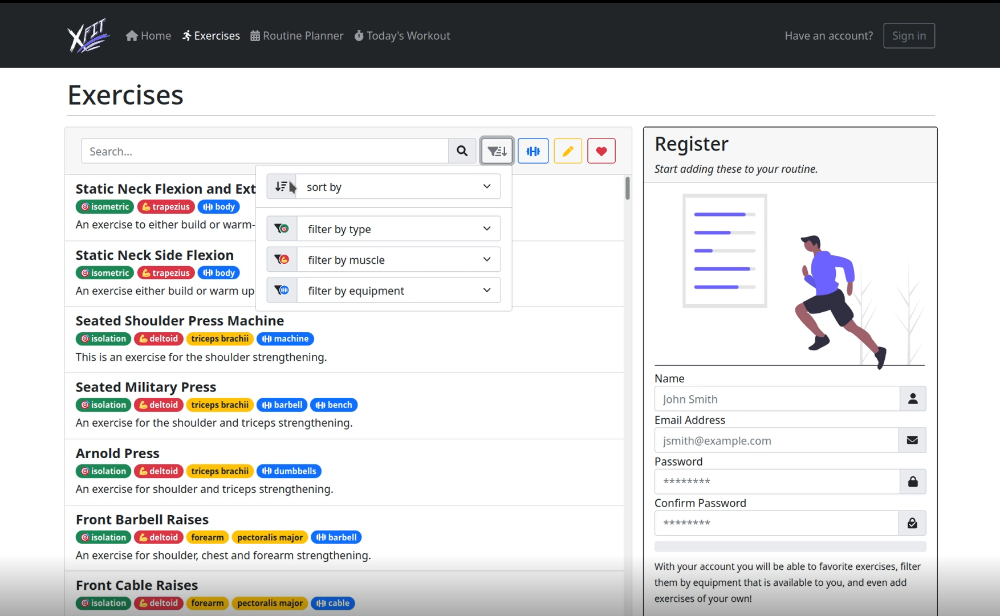 XFIT
Home Exercises Routine Planner Today's Workout Have an account? Sign in
Exercises
Search...
sort by
filter by type
filter by muscle
filter by equipment
Static Neck Flexion and Ext
isometric trapezius body
An exercise to either build or warm-
Static Neck Side Flexion
isometric trapezius body
An exercise either build or warm up
Seated Shoulder Press Machine
isolation deltoid triceps brachii machine
This is an exercise for the shoulder strengthening.
Seated Military Press
isolation deltoid triceps brachii barbell bench
An exercise for the shoulder and triceps strengthening.
Arnold Press
isolation deltoid triceps brachii dumbbells
An exercise for shoulder and triceps strengthening.
Front Barbell Raises
isolation deltoid forearm pectoralis major barbell
An exercise for shoulder, chest and forearm strengthening.
Front Cable Raises
isolation deltoid forearm pectoralis major cable
Register
Start adding these to your routine.
Name
John Smith
Email Address
jsmith@example.com
Password
********
Confirm Password
********
With your account you will be able to favorite exercises, filter
them by equipment that is available to you, and even add
exercises of your own!